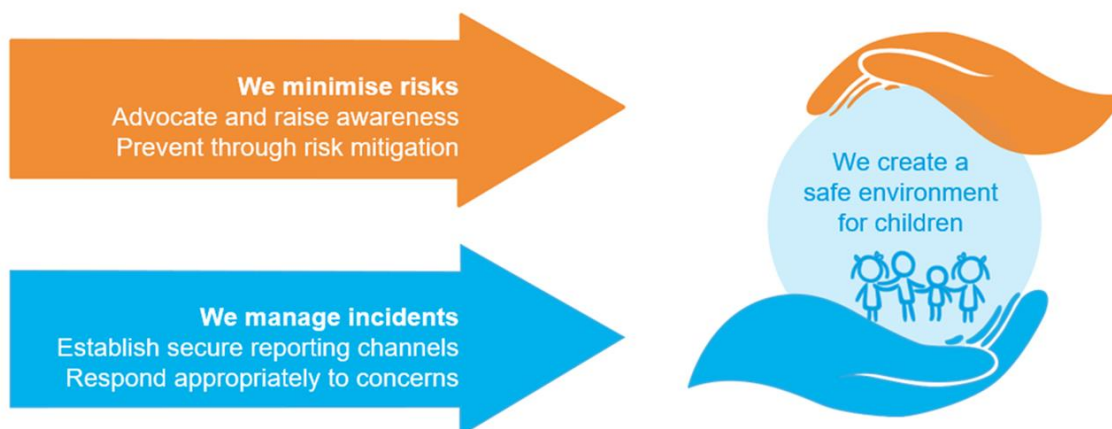 We minimise risks
Advocate and raise awareness
Prevent through risk mitigation
We manage incidents
Establish secure reporting channels
Respond appropriately to concerns
We create a
safe environment
for children